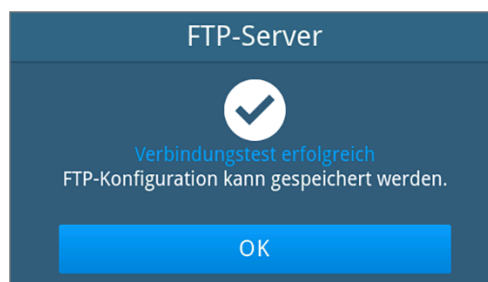 FTP-Server
Verbindungstest erfolgreich
FTP-Konfiguration kann gespeichert werden.
OK